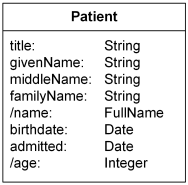 Patient
title: String
givenName: String
middleName: String
familyName: String
/name: FullName
birthdate: Date
admitted: Date
/age: Integer